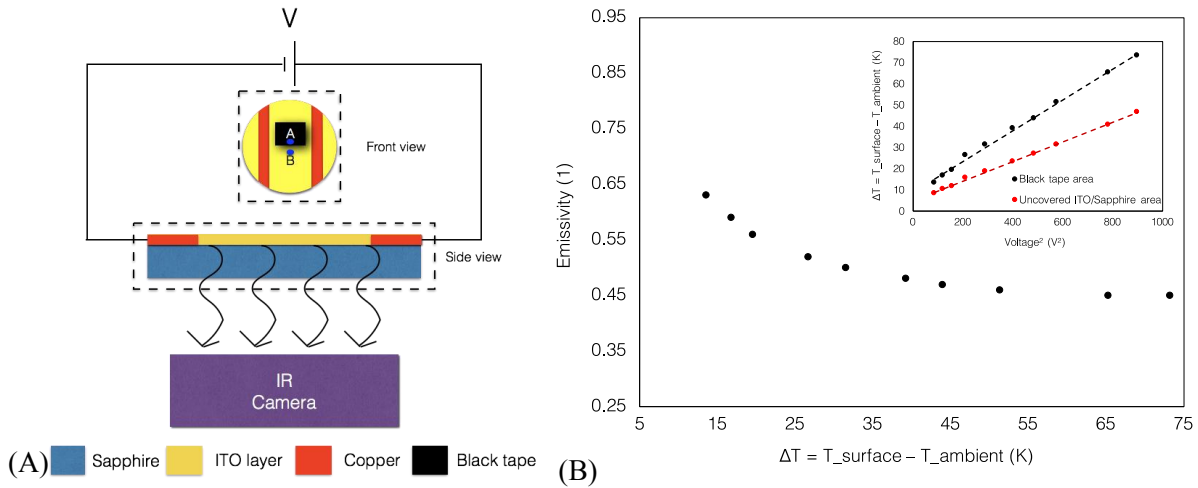 V
A
B
Front view
Side view
IR
Camera
(A)
Sapphire
ITO layer
Copper
Black tape
0.95
0.85
0.75
0.65
0.55
0.45
0.35
0.25
Emissivity (1)
5
15
25
35
45
55
65
75
ΔT = T_surface – T_ambient (K)
(B)
80
70
60
50
40
30
20
10
0
ΔT = T_surface – T_ambient (K)
Black tape area
Uncovered ITO/Sapphire area
0
200
400
600
800
1000
Voltage² (V²)